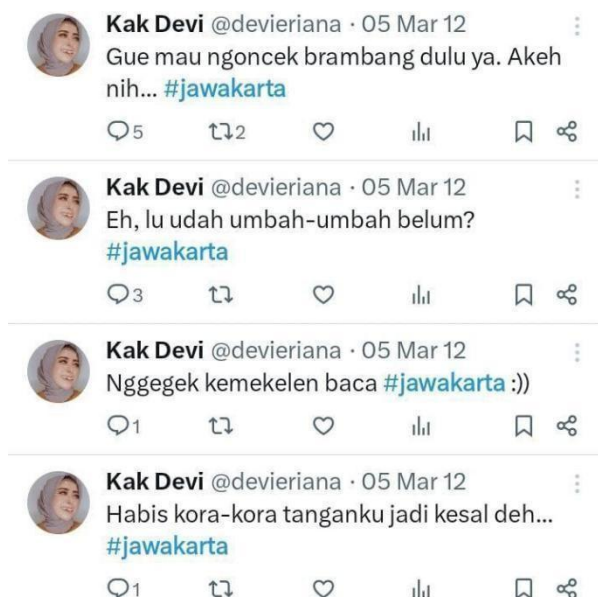 Kak Devi @devieriana · 05 Mar 12
Gue mau ngoncek brambang dulu ya. Akeh
nih... #jawakarta
5 2
Kak Devi @devieriana · 05 Mar 12
Eh, lu udah umbah-umbah belum?
#jawakarta
3
Kak Devi @devieriana · 05 Mar 12
Nggegek kemekelen baca #jawakarta :))
1
Kak Devi @devieriana · 05 Mar 12
Habis kora-kora tanganku jadi kesal deh...
#jawakarta
1